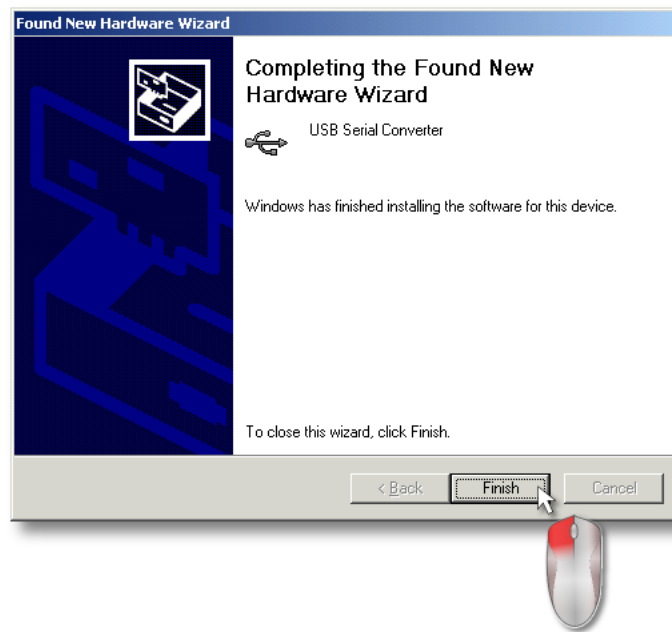 Found New Hardware Wizard
Completing the Found New
Hardware Wizard
USB Serial Converter
Windows has finished installing the software for this device.
To close this wizard, click Finish.
< Back Finish Cancel